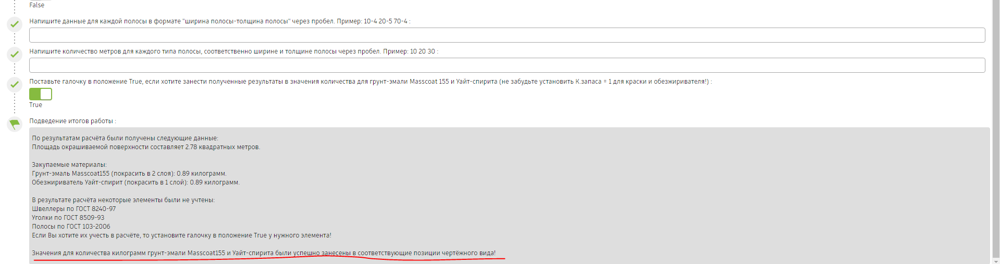 False
Напишите данные для каждой полосы в формате "ширина полосы-толщина полосы" через пробел. Пример: 10-4 20-5 70-4 :
Напишите количество метров для каждого типа полосы, соответственно ширине и толщине полосы через пробел. Пример: 10 20 30 :
Поставьте галочку в положение True, если хотите занести полученные результаты в значения количества для грунт-эмали Masscoat 155 и Уайт-спирита (не забудьте установить К.запаса = 1 для краски и обезжиривателя!) :
True
Подведение итогов работы :
По результатам расчёта были получены следующие данные:
Площадь окрашиваемой поверхности составляет 2.78 квадратных метров.
Закупаемые материалы:
Грунт-эмаль Masscoat155 (покрасить в 2 слоя): 0.89 килограмм.
Обезжириватель Уайт-спирит (покрасить в 1 слой): 0.89 килограмм.
В результате расчёта некоторые элементы были не учтены:
Швеллеры по ГОСТ 8240-97
Уголки по ГОСТ 8509-93
Полосы по ГОСТ 103-2006
Если Вы хотите их учесть в расчёте, то установите галочку в положение True у нужного элемента!
Значения для количества килограмм грунт-эмали Masscoat155 и Уайт-спирита были успешно занесены в соответствующие позиции чертёжного вида!